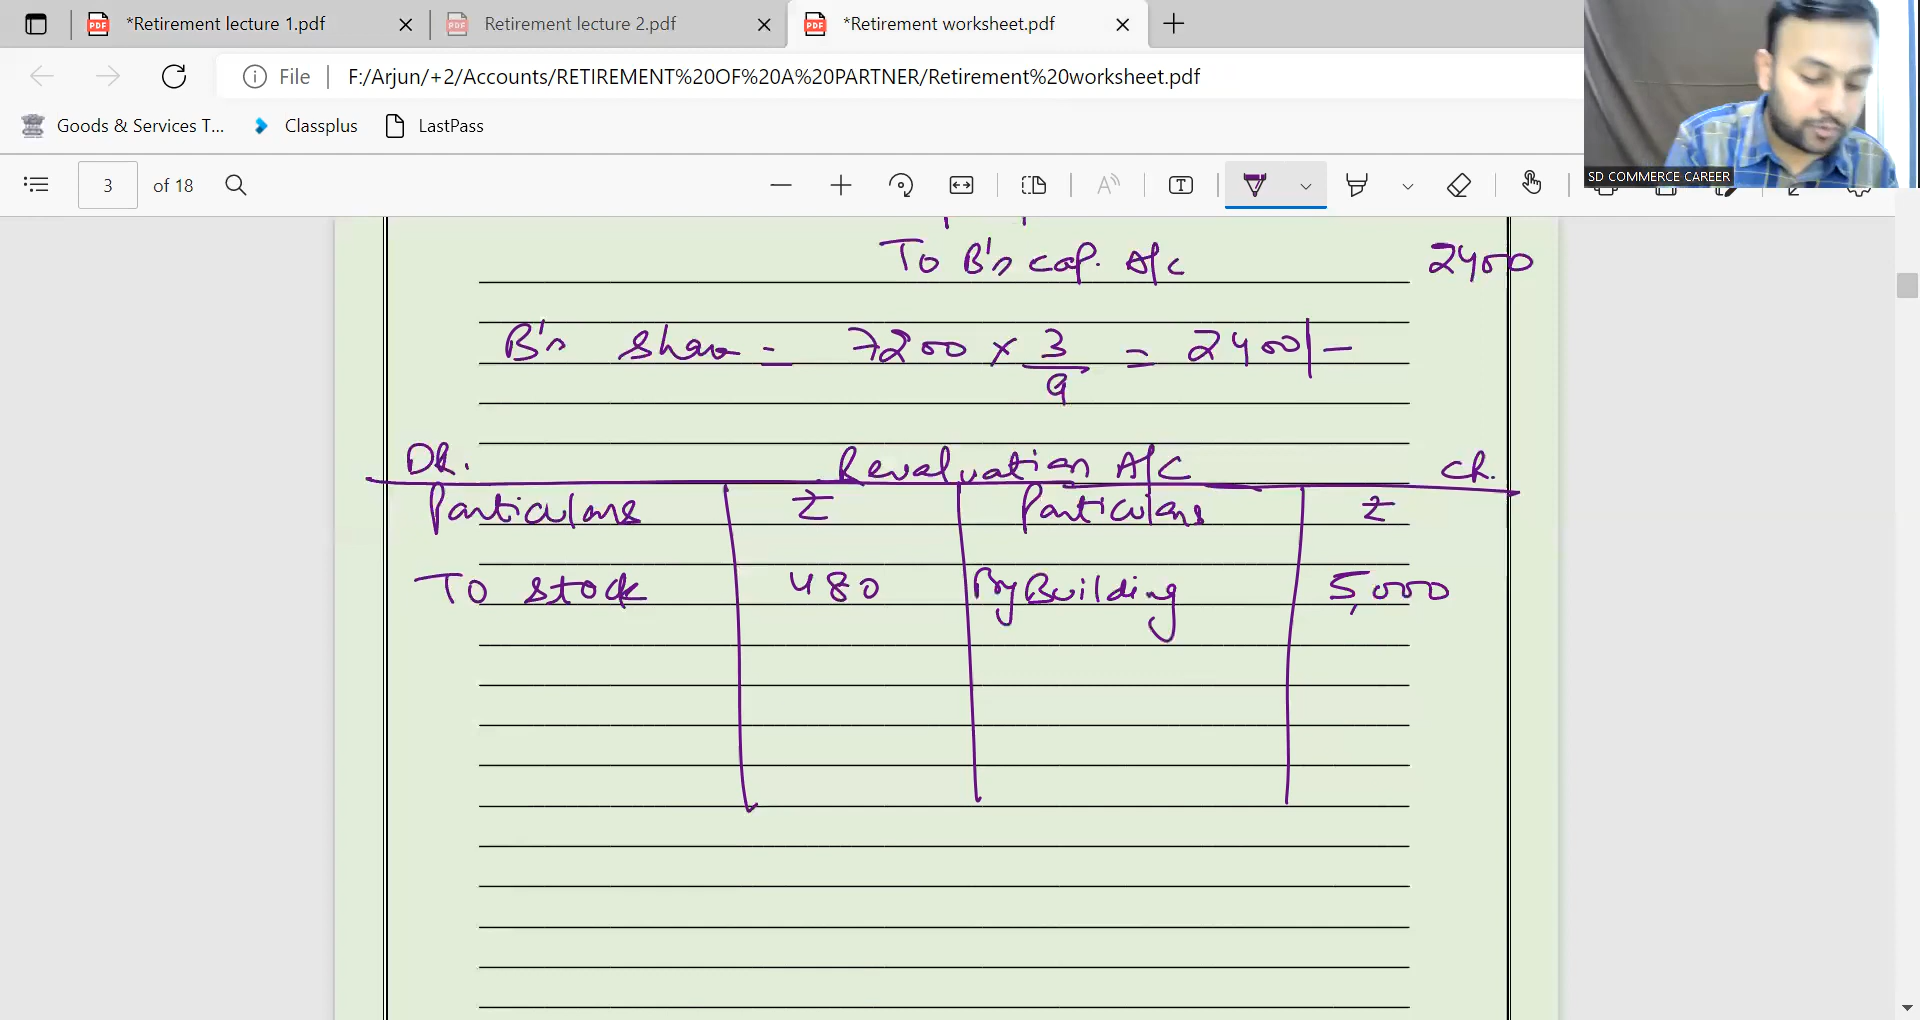 *Retirement lecture 1.pdf
Retirement lecture 2.pdf
*Retirement worksheet.pdf
File
F:/Arjun/+2/Accounts/RETIREMENT%20OF%20A%20PARTNER/Retirement%20worksheet.pdf
Goods & Services T...
Classplus
LastPass
SD COMMERCE CAREER
3 of 18
To B's cap. A/c 2400
B's share = 7200 × 3/9 = 2400/-
DR. Revaluation A/C CR.
Particulars ₹ Particulars ₹
To stock 480 By Building 5,000